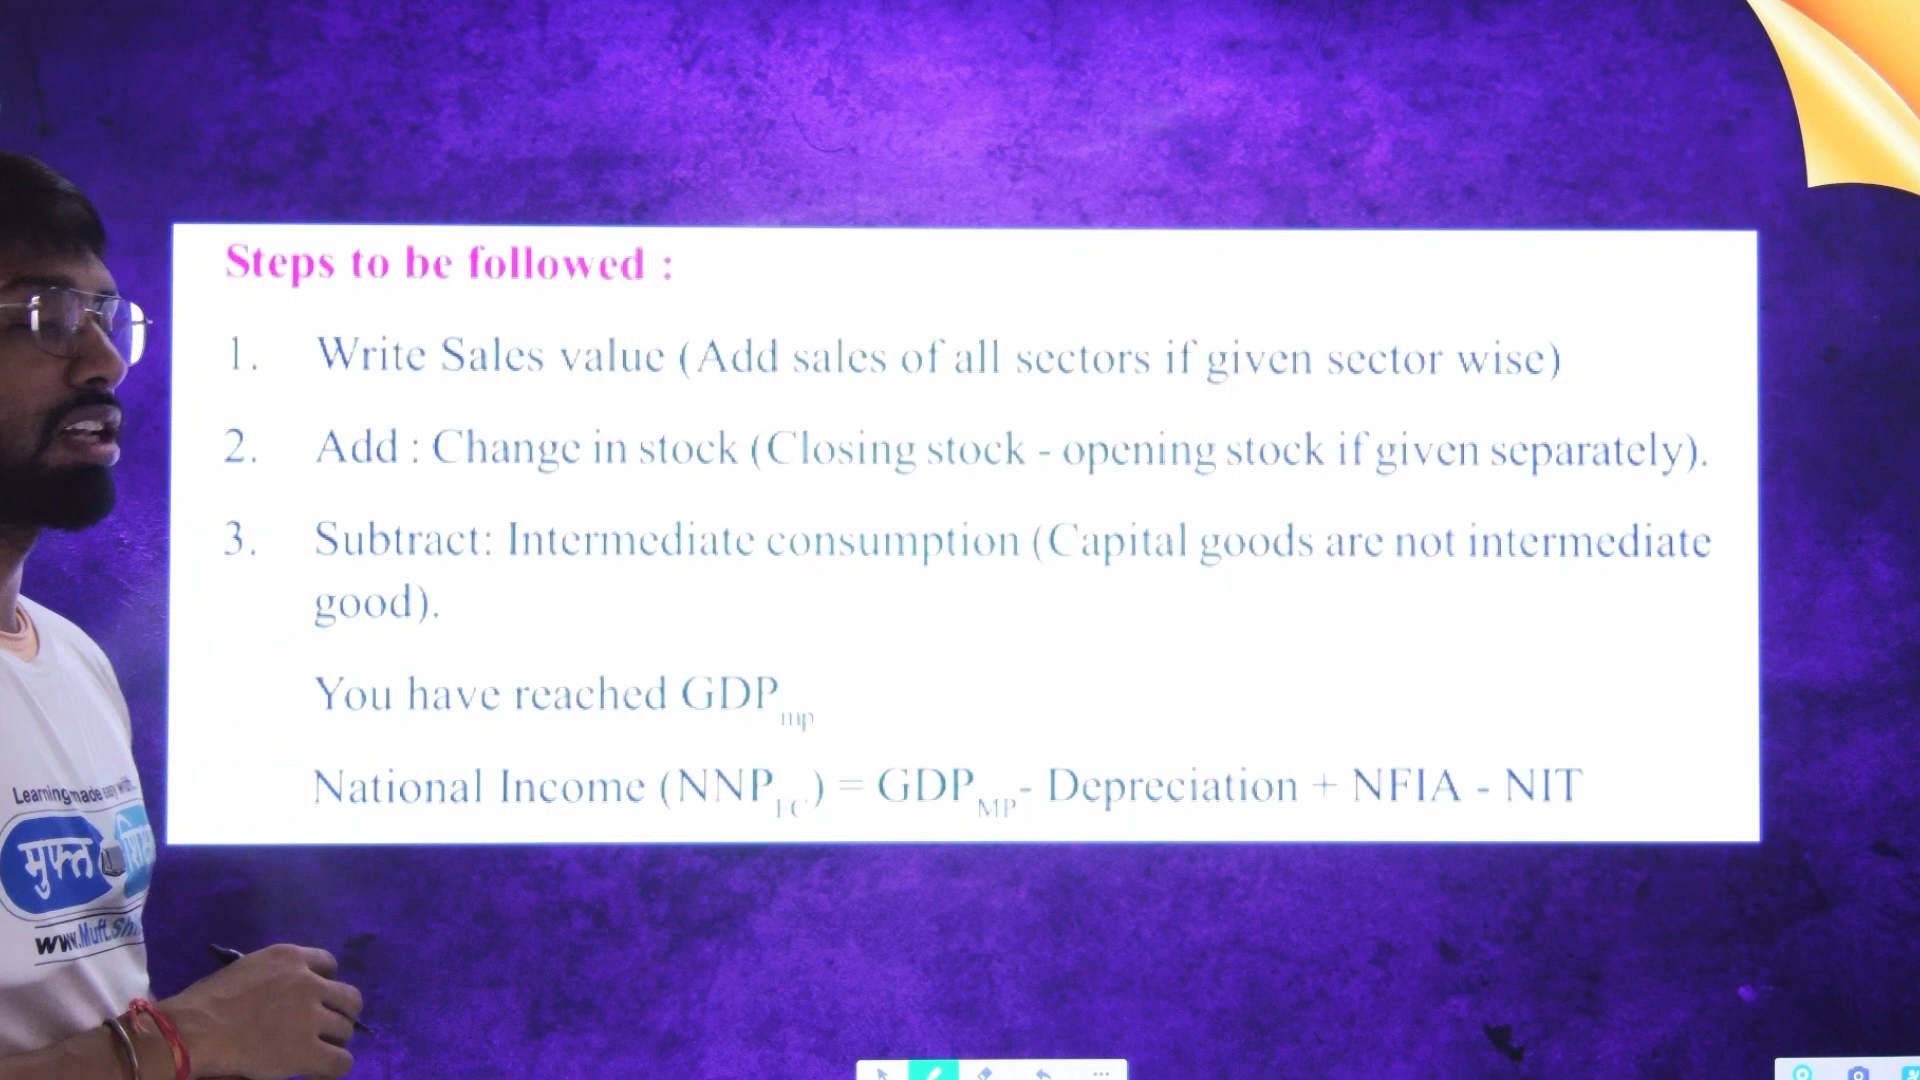 Steps to be followed :
1. Write Sales value (Add sales of all sectors if given sector wise)
2. Add : Change in stock (Closing stock - opening stock if given separately).
3. Subtract: Intermediate consumption (Capital goods are not intermediate
good).
You have reached GDP mp
National Income (NNP FC) = GDP MP - Depreciation + NFIA - NIT
Learning made
मुफ्त
www.Muft